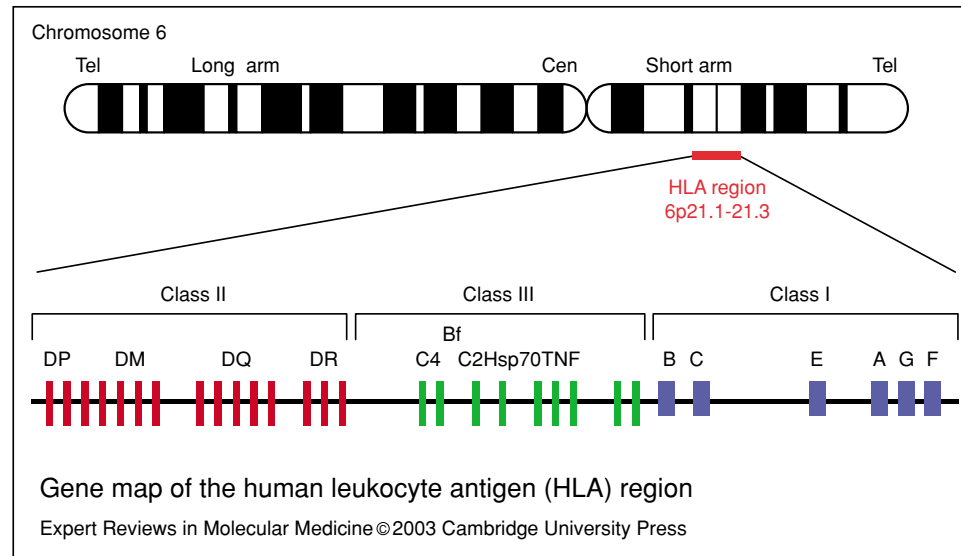 Chromosome 6
Tel Long arm Cen Short arm Tel
HLA region
6p21.1-21.3
Class II Class III Class I
Bf
DP DM DQ DR C4 C2Hsp70TNF B C E A G F
Gene map of the human leukocyte antigen (HLA) region
Expert Reviews in Molecular Medicine©2003 Cambridge University Press